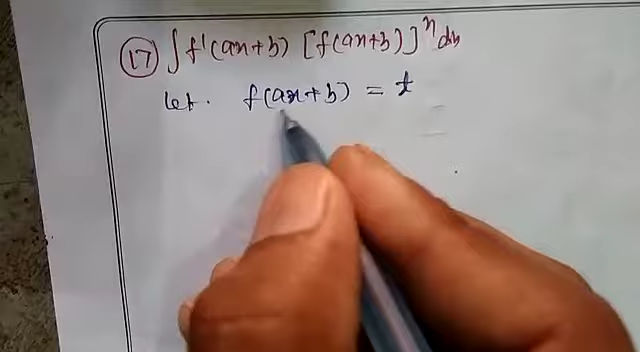 (17) ∫ f'(ax+b) [f(ax+b)]ⁿ dx
let. f(ax+b) = t